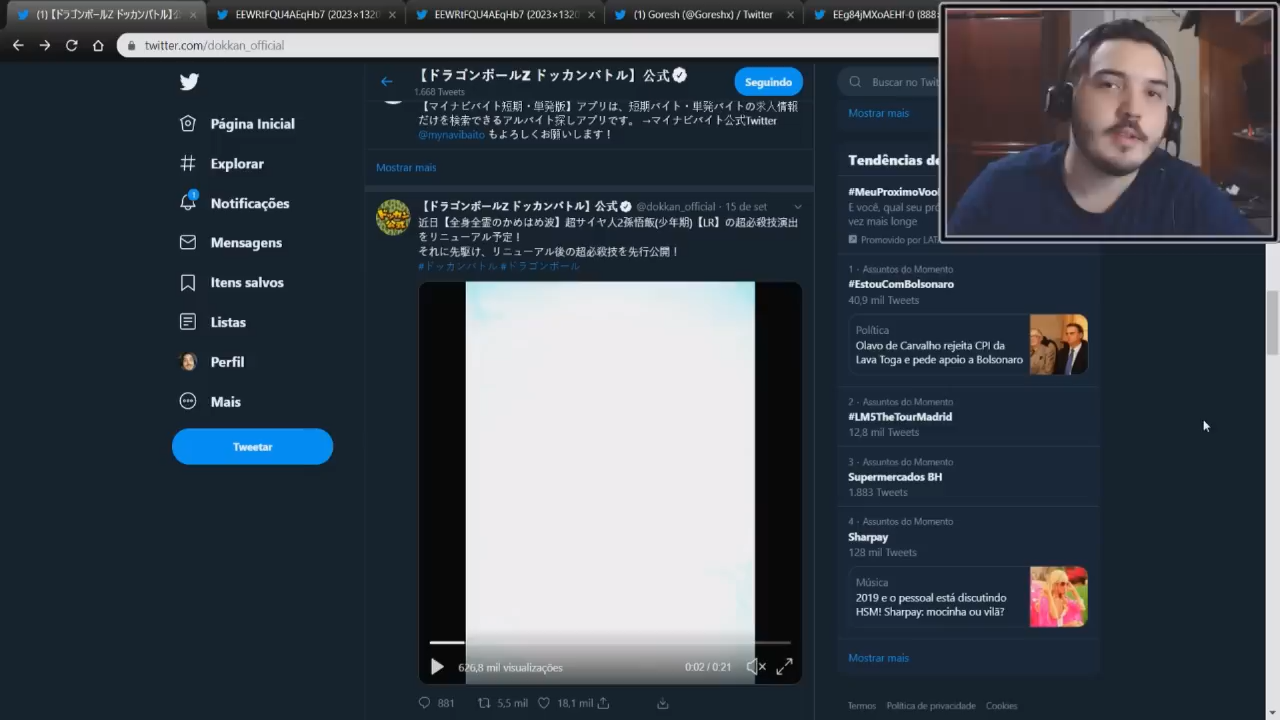 (1)【ドラゴンボールZ ドッカンバトル】公
EEWRtFQU4AEqHb7 (2023×1320
EEWRtFQU4AEqHb7 (2023×1320
(1) Goresh (@Goreshx) / Twitter
EEg84jMXoAEHf-0 (888
twitter.com/dokkan_official
Página Inicial
Explorar
1
Notificações
Mensagens
Itens salvos
Listas
Perfil
Mais
Tweetar
【ドラゴンボールZ ドッカンバトル】公式
1.668 Tweets
Seguindo
【マイナビバイト短期・単発版】アプリは、短期バイト・単発バイトの求人情報
だけを検索できるアルバイト探しアプリです。 →マイナビバイト公式Twitter
@mynavibaito もよろしくお願いします！
Mostrar mais
【ドラゴンボールZ ドッカンバトル】公式 @dokkan_official · 15 de set
近日【全身全霊のかめはめ波】超サイヤ人2孫悟飯(少年期)【LR】の超必殺技演出
をリニューアル予定！
それに先駆け、リニューアル後の超必殺技を先行公開！
#ドッカンバトル #ドラゴンボール
626,8 mil visualizações
0:02 / 0:21
881
5,5 mil
18,1 mil
Buscar no Twit
Mostrar mais
Tendências de
#MeuProximoVoo
E você, qual seu pró
vez mais longe
Promovido por LATA
1 · Assuntos do Momento
#EstouComBolsonaro
40,9 mil Tweets
Política
Olavo de Carvalho rejeita CPI da
Lava Toga e pede apoio a Bolsonaro
2 · Assuntos do Momento
#LM5TheTourMadrid
12,8 mil Tweets
3 · Assuntos do Momento
Supermercados BH
1.883 Tweets
4 · Assuntos do Momento
Sharpay
128 mil Tweets
Música
2019 e o pessoal está discutindo
HSM! Sharpay: mocinha ou vilã?
Mostrar mais
Termos Política de privacidade Cookies